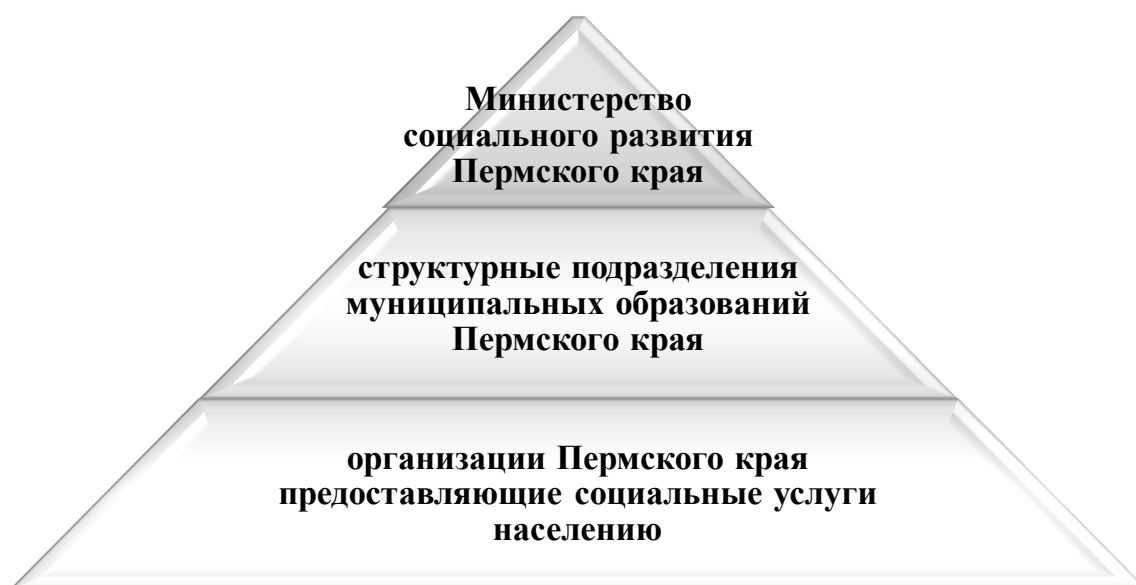 Министерство
социального развития
Пермского края
структурные подразделения
муниципальных образований
Пермского края
организации Пермского края
предоставляющие социальные услуги
населению